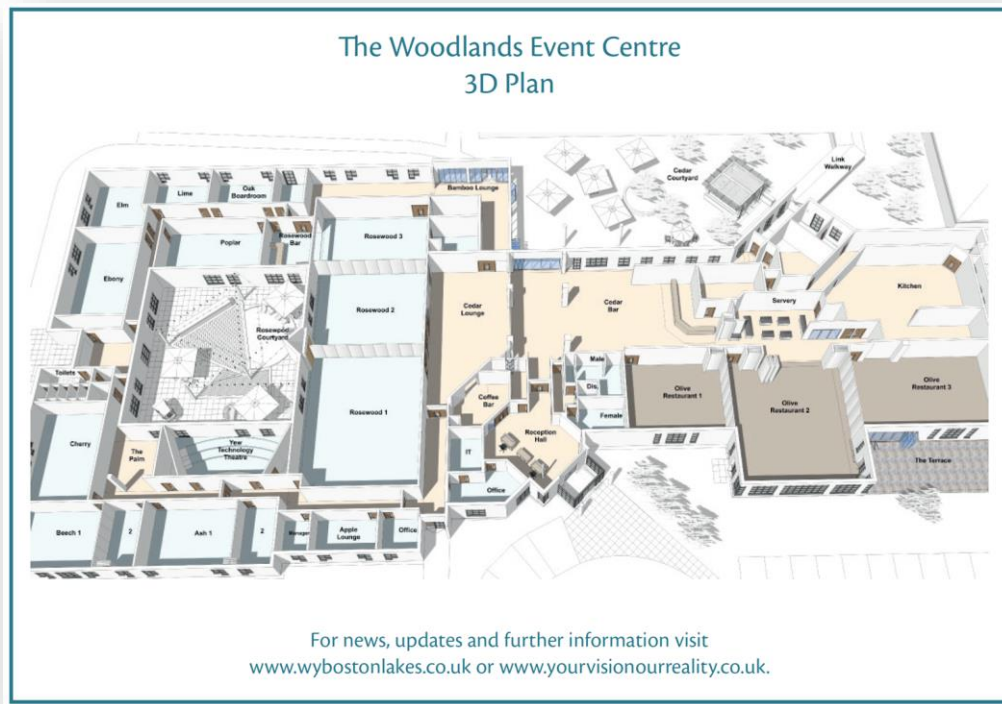 The Woodlands Event Centre
3D Plan
Link
Walkway
Cedar
Courtyard
Bamboo Lounge
Oak
Boardroom
Lime
Elm
Rosewood
Bar
Rosewood 3
Poplar
Ebony
Kitchen
Servery
Cedar
Bar
Cedar
Lounge
Rosewood 2
Rosewood
Courtyard
Toilets
Male
Dis.
Female
Olive
Restaurant 1
Olive
Restaurant 2
Olive
Restaurant 3
Coffee
Bar
Rosewood 1
Reception
Hall
Cherry
The
Palm
Yew
Technology
Theatre
IT
The Terrace
Office
Beech 1
2
Ash 1
2
Manager
Apple
Lounge
Office
For news, updates and further information visit
www.wybostonlakes.co.uk or www.yourvisionourreality.co.uk.